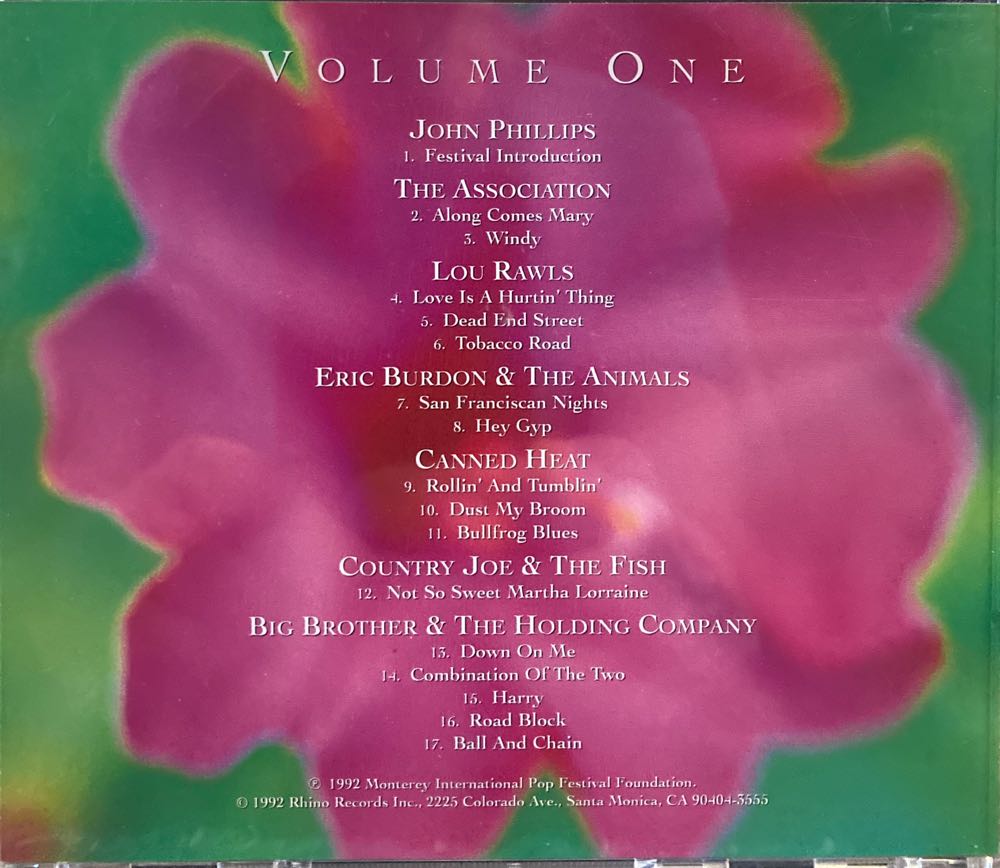 VOLUME ONE
JOHN PHILLIPS
1. Festival Introduction
THE ASSOCIATION
2. Along Comes Mary
3. Windy
LOU RAWLS
4. Love Is A Hurtin' Thing
5. Dead End Street
6. Tobacco Road
ERIC BURDON & THE ANIMALS
7. San Franciscan Nights
8. Hey Gyp
CANNED HEAT
9. Rollin' And Tumblin'
10. Dust My Broom
11. Bullfrog Blues
COUNTRY JOE & THE FISH
12. Not So Sweet Martha Lorraine
BIG BROTHER & THE HOLDING COMPANY
13. Down On Me
14. Combination Of The Two
15. Harry
16. Road Block
17. Ball And Chain
℗ 1992 Monterey International Pop Festival Foundation.
© 1992 Rhino Records Inc., 2225 Colorado Ave., Santa Monica, CA 90404-3555